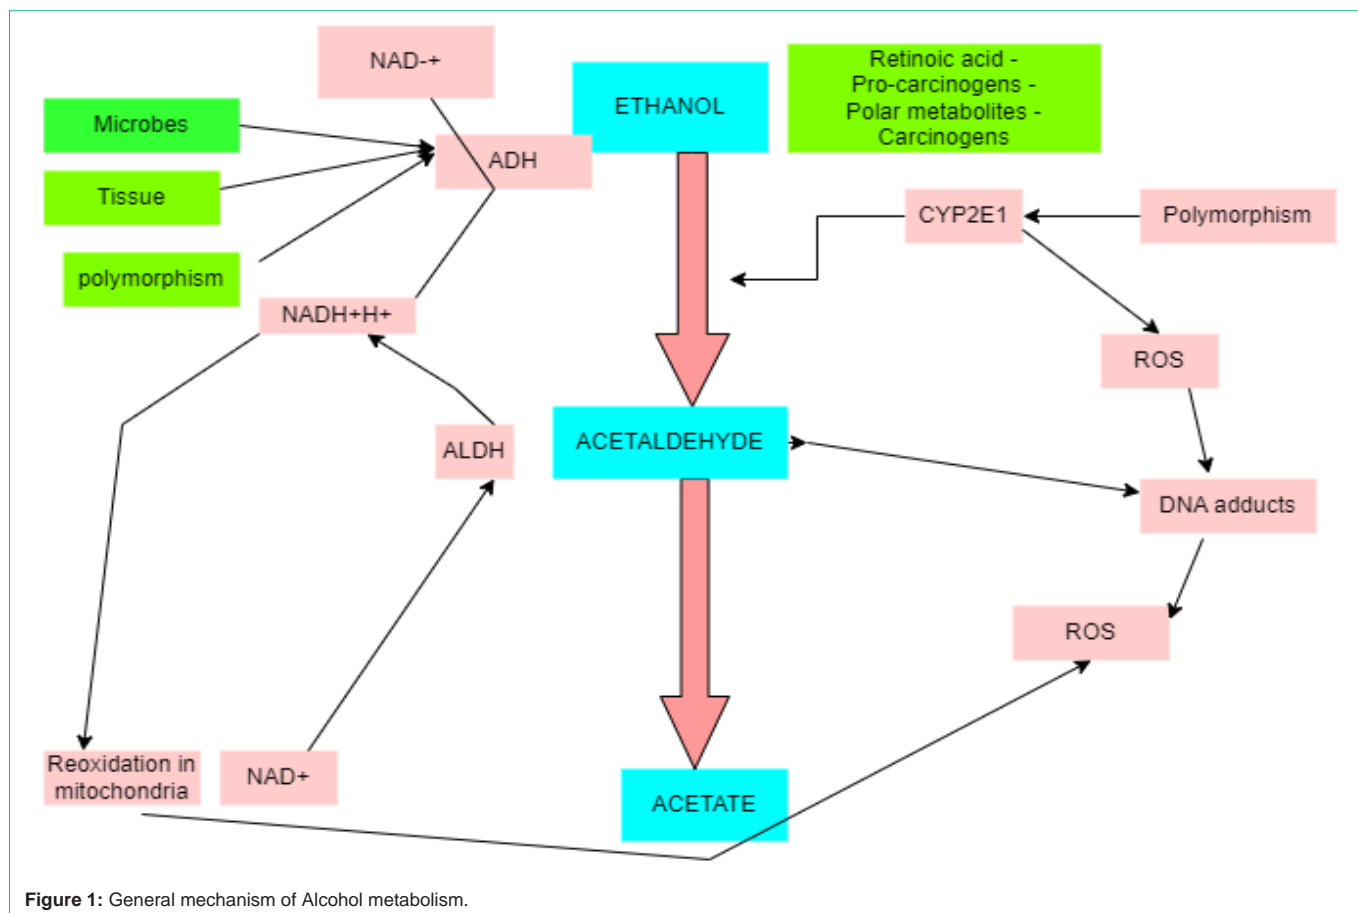 NAD-+
Retinoic acid -
Pro-carcinogens -
Polar metabolites -
Carcinogens
ETHANOL
Microbes
ADH
Tissue
CYP2E1
Polymorphism
polymorphism
NADH+H+
ROS
ACETALDEHYDE
ALDH
DNA adducts
ROS
Reoxidation in
mitochondria
NAD+
ACETATE
Figure 1: General mechanism of Alcohol metabolism.